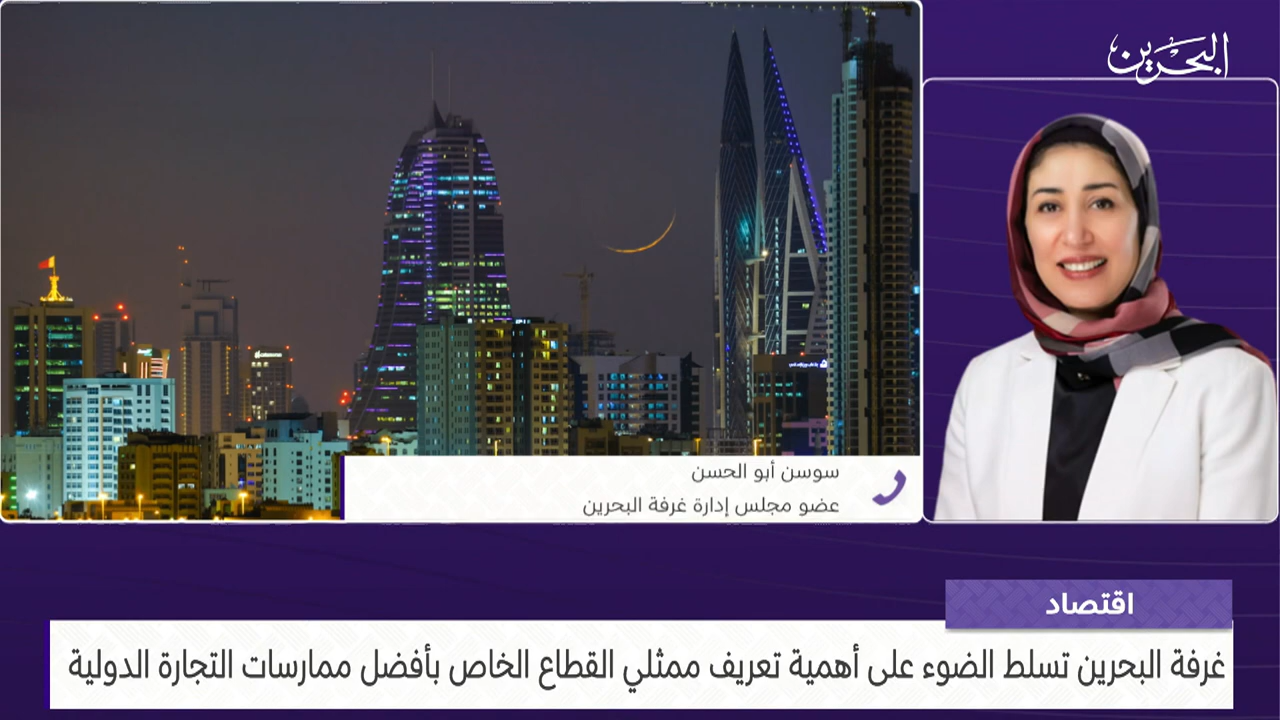 البحرين
سوسن أبو الحسن
عضو مجلس إدارة غرفة البحرين
اقتصاد
غرفة البحرين تسلط الضوء على أهمية تعريف ممثلي القطاع الخاص بأفضل ممارسات التجارة الدولية